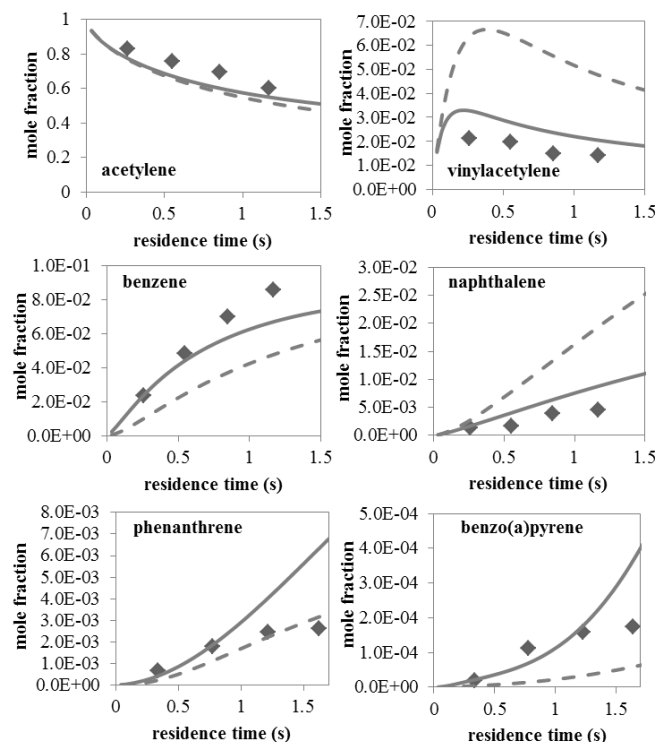 mole fraction
1
0.8
0.6
0.4
0.2
0
acetylene
0 0.5 1 1.5
residence time (s)
mole fraction
7.0E-02
6.0E-02
5.0E-02
4.0E-02
3.0E-02
2.0E-02
1.0E-02
0.0E+00
vinylacetylene
0 0.5 1 1.5
residence time (s)
mole fraction
1.0E-01
8.0E-02
6.0E-02
4.0E-02
2.0E-02
0.0E+00
benzene
0 0.5 1 1.5
residence time (s)
mole fraction
3.0E-02
2.5E-02
2.0E-02
1.5E-02
1.0E-02
5.0E-03
0.0E+00
naphthalene
0 0.5 1 1.5
residence time (s)
mole fraction
8.0E-03
7.0E-03
6.0E-03
5.0E-03
4.0E-03
3.0E-03
2.0E-03
1.0E-03
0.0E+00
phenanthrene
0 0.5 1 1.5
residence time (s)
mole fraction
5.0E-04
4.0E-04
3.0E-04
2.0E-04
1.0E-04
0.0E+00
benzo(a)pyrene
0 0.5 1 1.5
residence time (s)